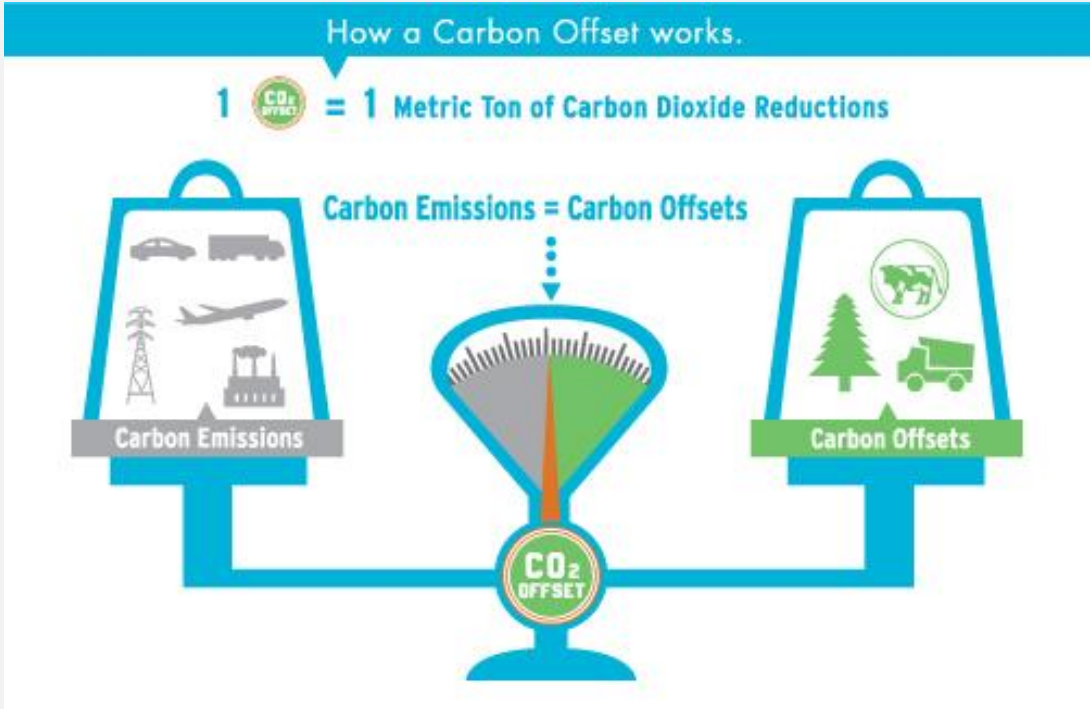 How a Carbon Offset works.
1 CO₂ OFFSET = 1 Metric Ton of Carbon Dioxide Reductions
Carbon Emissions = Carbon Offsets
Carbon Emissions
Carbon Offsets
CO₂
OFFSET